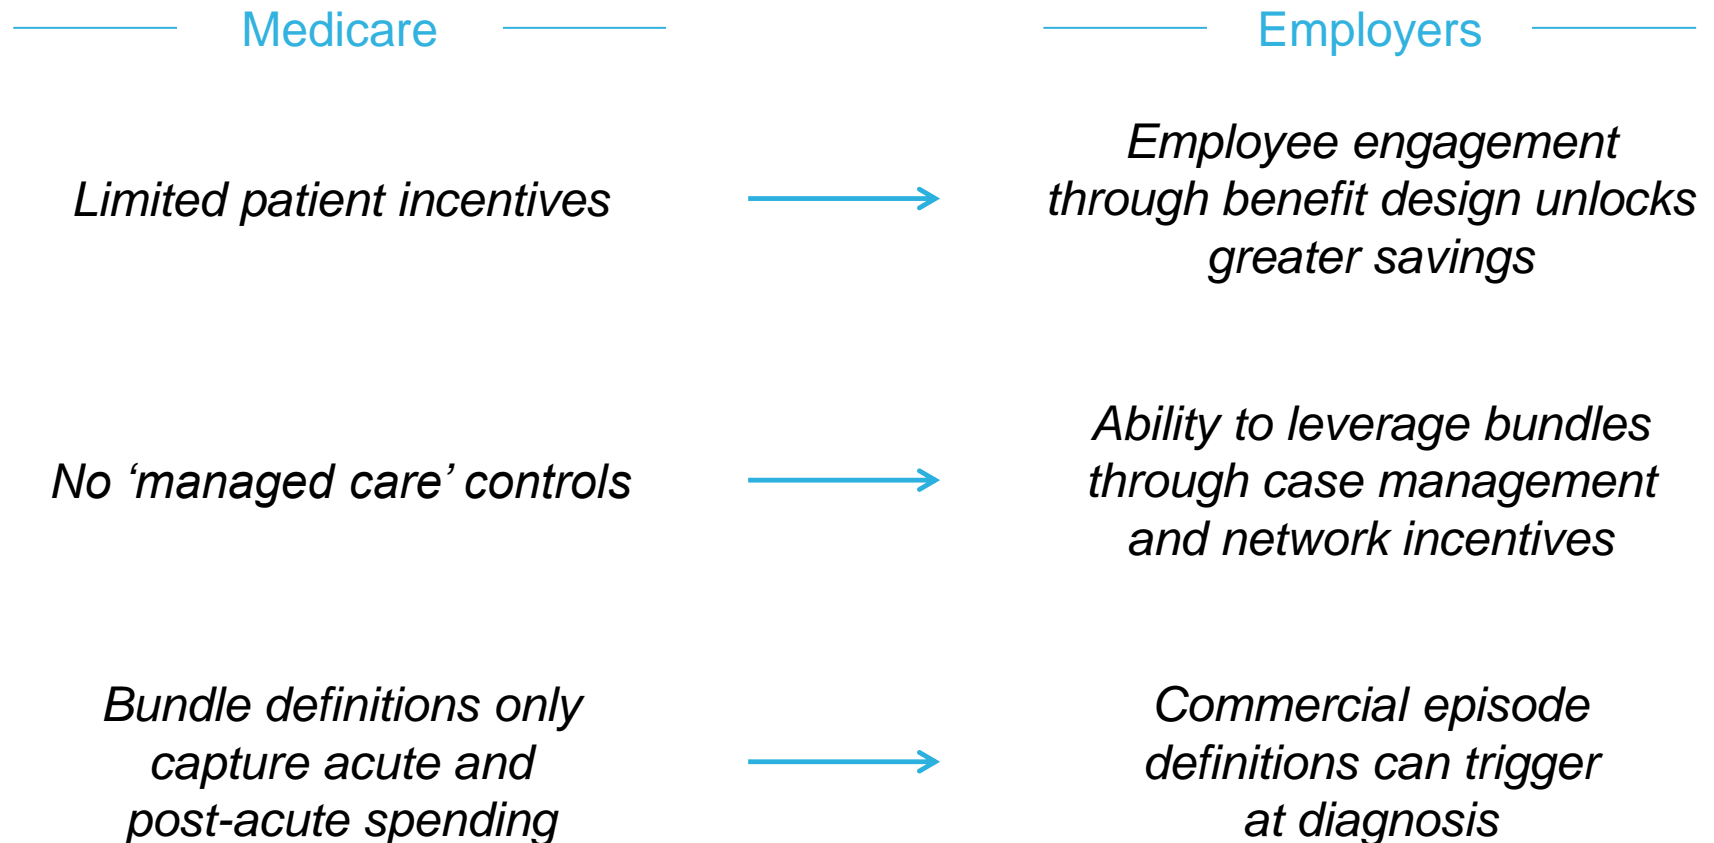 Medicare
Employers
Limited patient incentives
Employee engagement
through benefit design unlocks
greater savings
No ‘managed care’ controls
Ability to leverage bundles
through case management
and network incentives
Bundle definitions only
capture acute and
post-acute spending
Commercial episode
definitions can trigger
at diagnosis